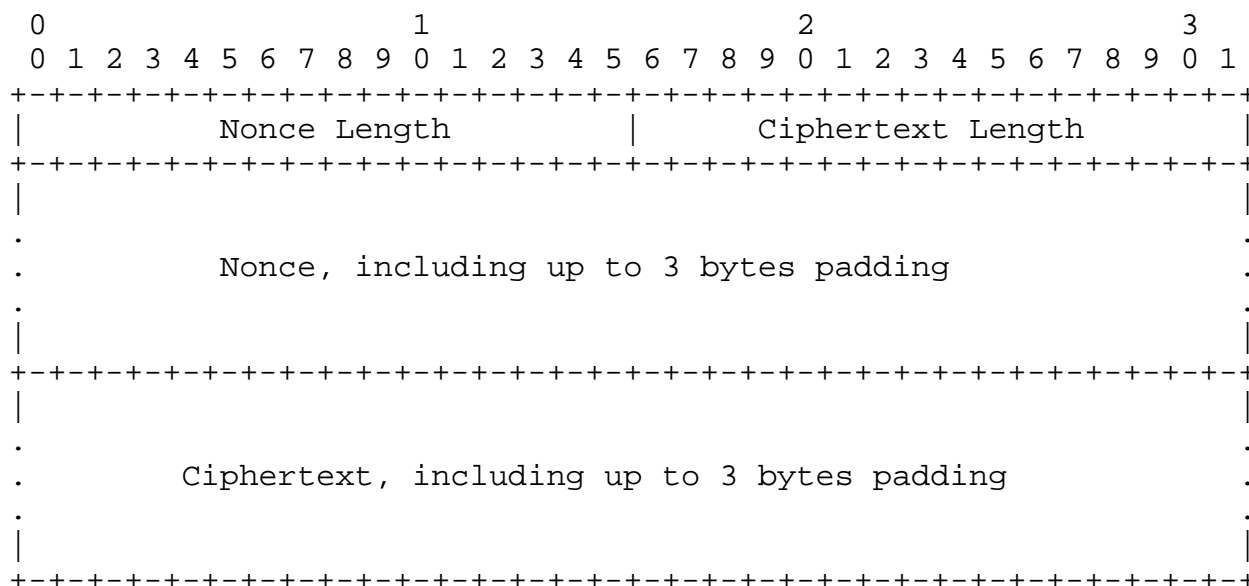 0                   1                   2                   3
 0 1 2 3 4 5 6 7 8 9 0 1 2 3 4 5 6 7 8 9 0 1 2 3 4 5 6 7 8 9 0 1
+-+-+-+-+-+-+-+-+-+-+-+-+-+-+-+-+-+-+-+-+-+-+-+-+-+-+-+-+-+-+-+-+
|          Nonce Length         |      Ciphertext Length        |
+-+-+-+-+-+-+-+-+-+-+-+-+-+-+-+-+-+-+-+-+-+-+-+-+-+-+-+-+-+-+-+-+
|                                                               |
.                                                               .
.          Nonce, including up to 3 bytes padding               .
.                                                               .
|                                                               |
+-+-+-+-+-+-+-+-+-+-+-+-+-+-+-+-+-+-+-+-+-+-+-+-+-+-+-+-+-+-+-+-+
|                                                               |
.                                                               .
.        Ciphertext, including up to 3 bytes padding            .
.                                                               .
|                                                               |
+-+-+-+-+-+-+-+-+-+-+-+-+-+-+-+-+-+-+-+-+-+-+-+-+-+-+-+-+-+-+-+-+